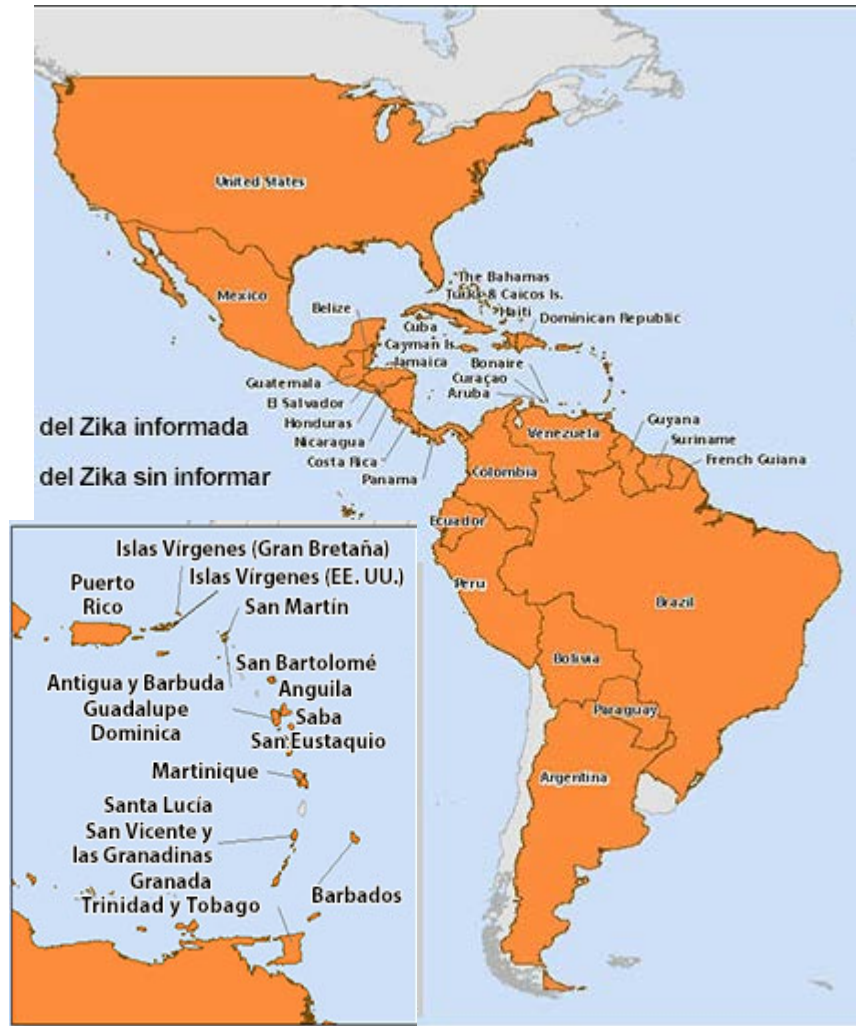 United States
Mexico
The Bahamas
Turks & Caicos Is.
Haiti
Dominican Republic
Belize
Cuba
Cayman Is.
Jamaica
Bonaire
Curaçao
Aruba
Guatemala
El Salvador
Honduras
Nicaragua
Costa Rica
Panama
del Zika informada
del Zika sin informar
Venezuela
Guyana
Suriname
French Guiana
Colombia
Ecuador
Peru
Brazil
Bolivia
Paraguay
Argentina
Islas Vírgenes (Gran Bretaña)
Islas Vírgenes (EE. UU.)
Puerto
Rico
San Martín
San Bartolomé
Antigua y Barbuda
Anguila
Guadalupe
Saba
Dominica
San Eustaquio
Martinique
Santa Lucía
San Vicente y
las Granadinas
Granada
Barbados
Trinidad y Tobago